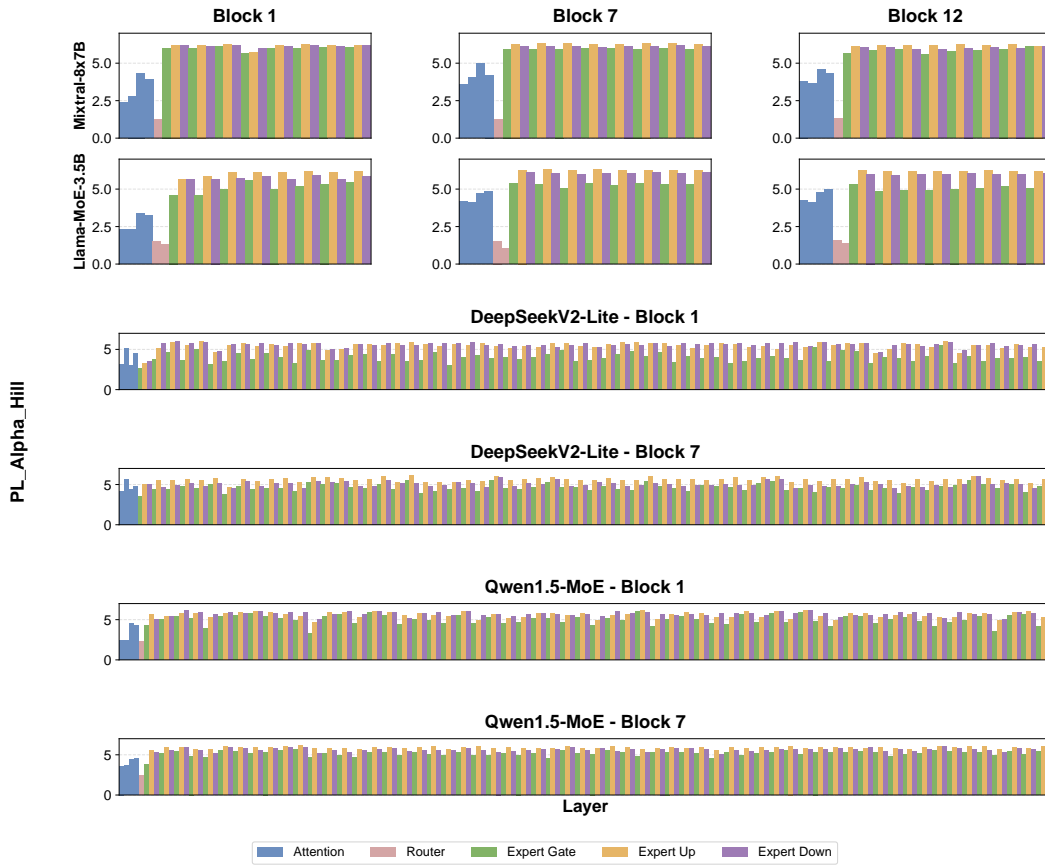 Block 1
Block 7
Block 12
Mixtral-8x7B
5.0
2.5
0.0
Llama-MoE-3.5B
5.0
2.5
0.0
5.0
2.5
0.0
5.0
2.5
0.0
5.0
2.5
0.0
5.0
2.5
0.0
PL_Alpha_Hill
DeepSeekV2-Lite - Block 1
5
0
DeepSeekV2-Lite - Block 7
5
0
Qwen1.5-MoE - Block 1
5
0
Qwen1.5-MoE - Block 7
5
0
Layer
Attention
Router
Expert Gate
Expert Up
Expert Down